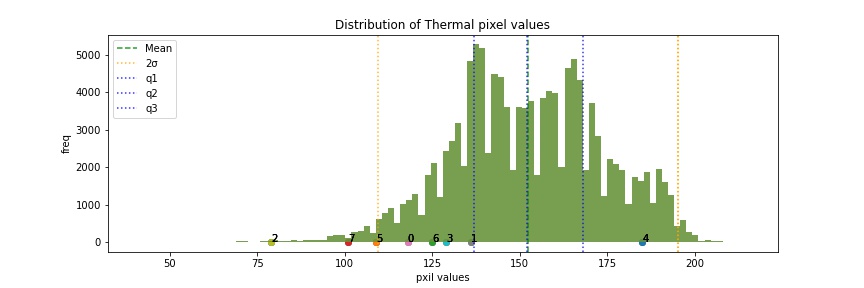 Distribution of Thermal pixel values
Mean
2σ
q1
q2
q3
freq
5000
4000
3000
2000
1000
0
2 7 5 0 6 3 1 4
50 75 100 125 150 175 200
pxil values